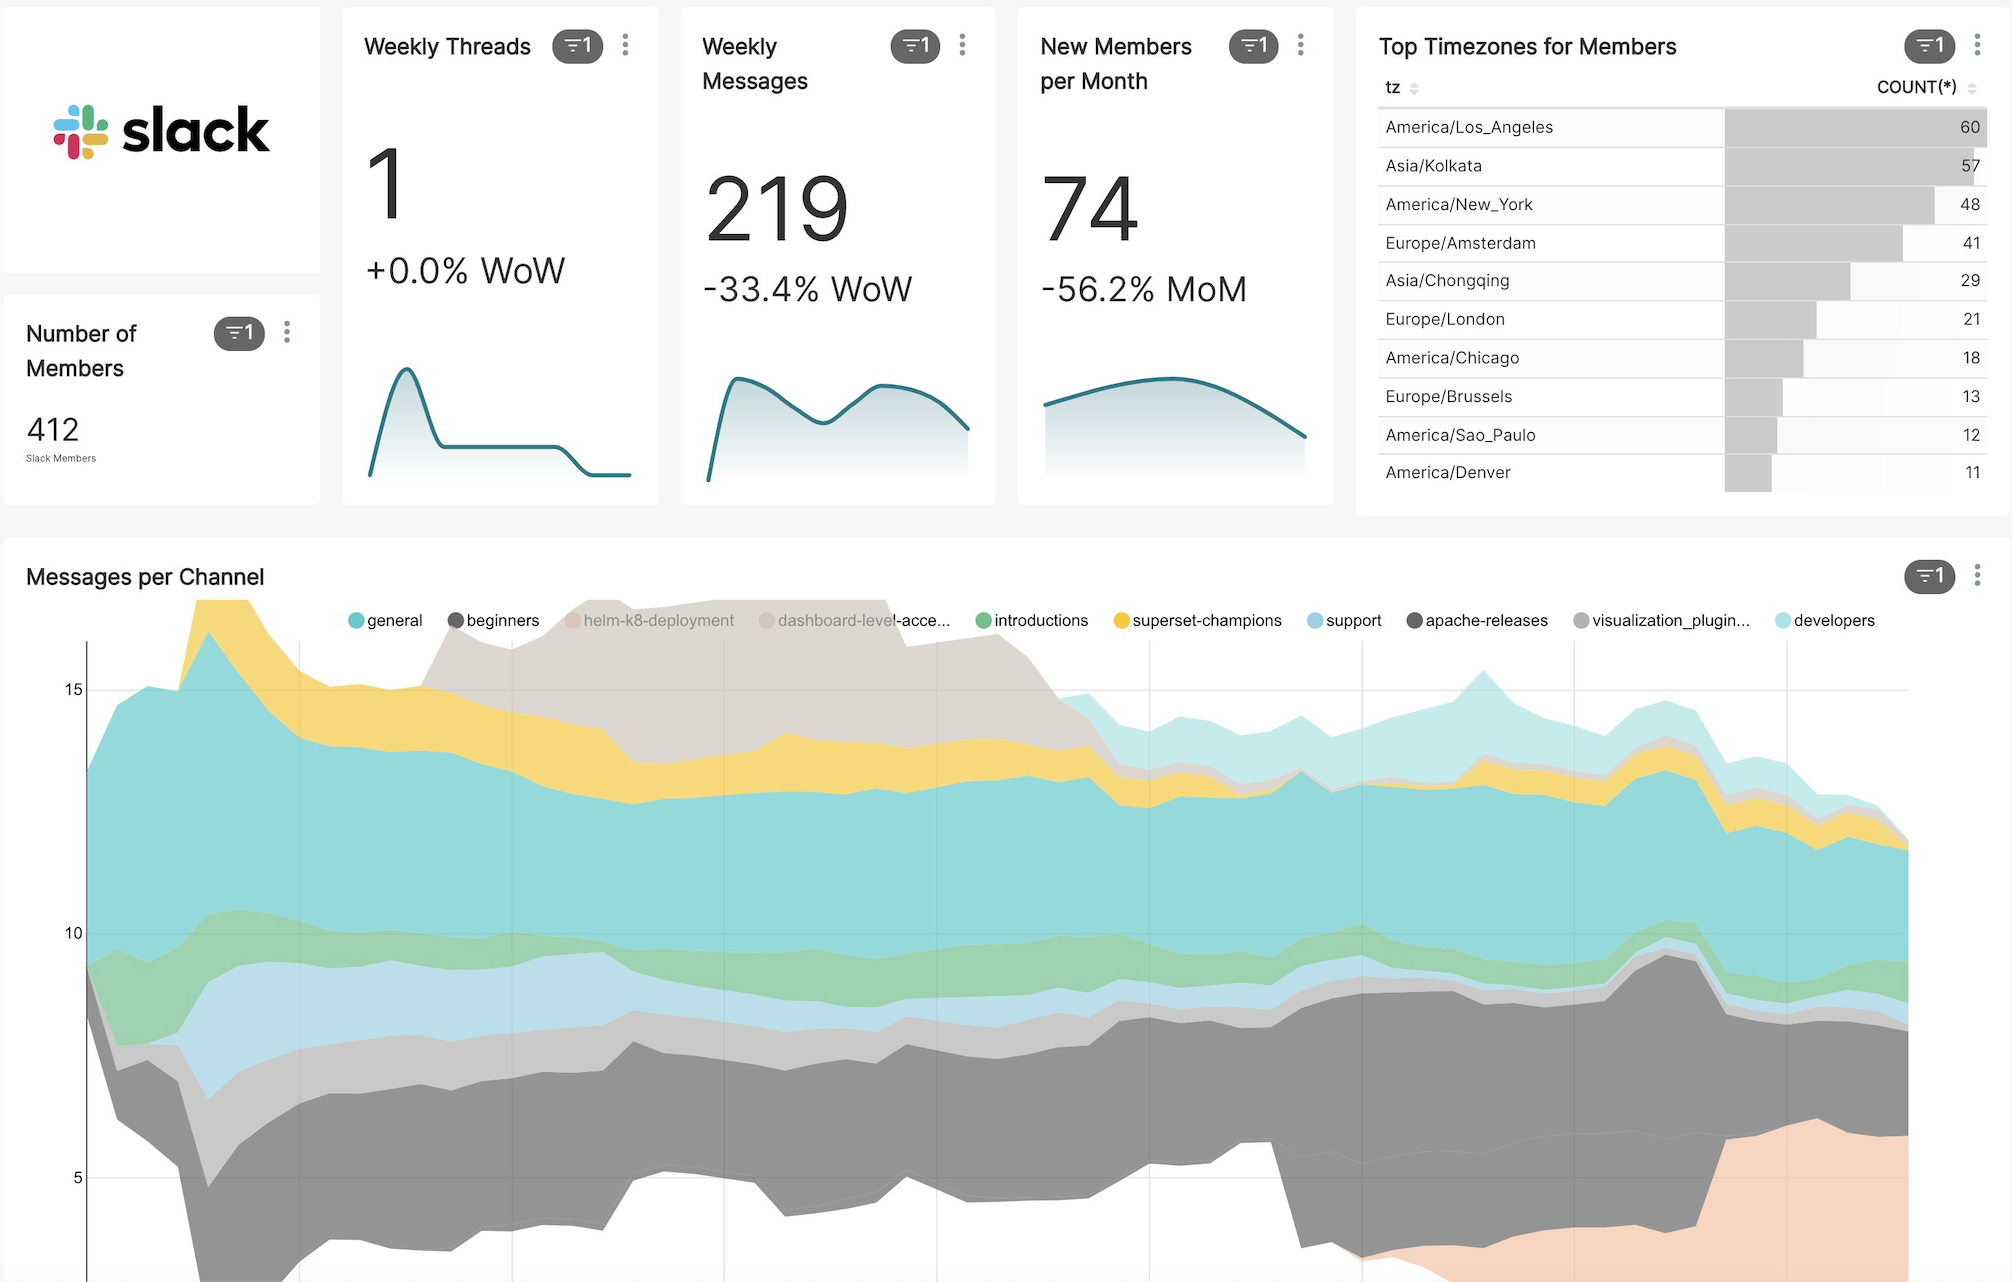 slack
Number of
Members
1
412
Slack Members
Weekly Threads
1
1
+0.0% WoW
Weekly
Messages
1
219
-33.4% WoW
New Members
per Month
1
74
-56.2% MoM
Top Timezones for Members
1
tz COUNT(*)
America/Los_Angeles 60
Asia/Kolkata 57
America/New_York 48
Europe/Amsterdam 41
Asia/Chongqing 29
Europe/London 21
America/Chicago 18
Europe/Brussels 13
America/Sao_Paulo 12
America/Denver 11
Messages per Channel
1
general beginners helm-k8-deployment dashboard-level-acce... introductions superset-champions support apache-releases visualization_plugin... developers
15
10
5